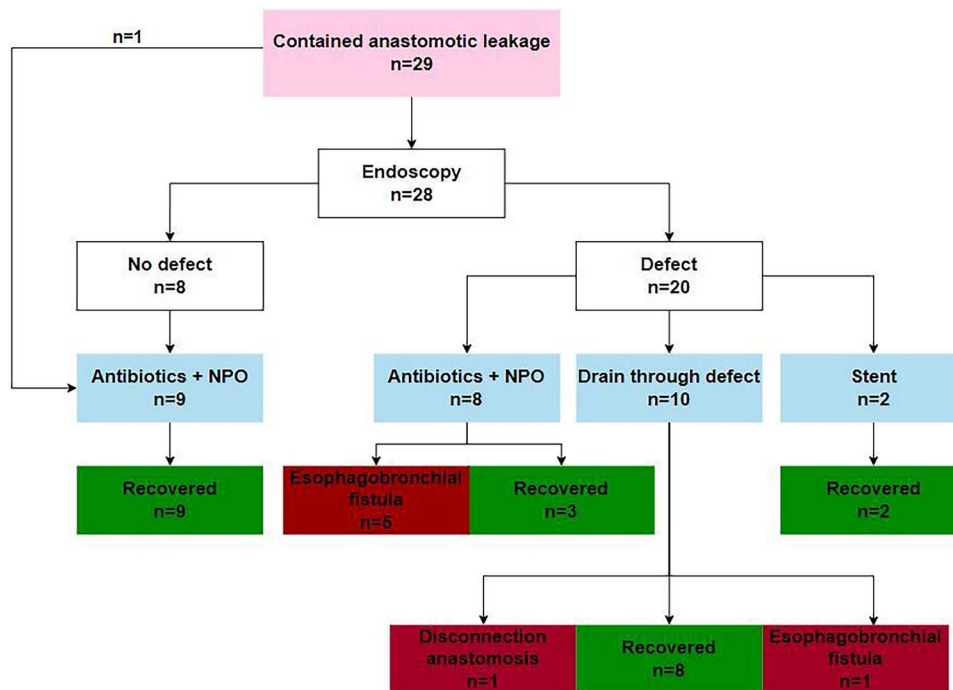 n=1
Contained anastomotic leakage
n=29
Endoscopy
n=28
No defect
n=8
Defect
n=20
Antibiotics + NPO
n=9
Antibiotics + NPO
n=8
Drain through defect
n=10
Stent
n=2
Recovered
n=9
Esophagobronchial
fistula
n=5
Recovered
n=3
Recovered
n=2
Disconnection
anastomosis
n=1
Recovered
n=8
Esophagobronchial
fistula
n=1